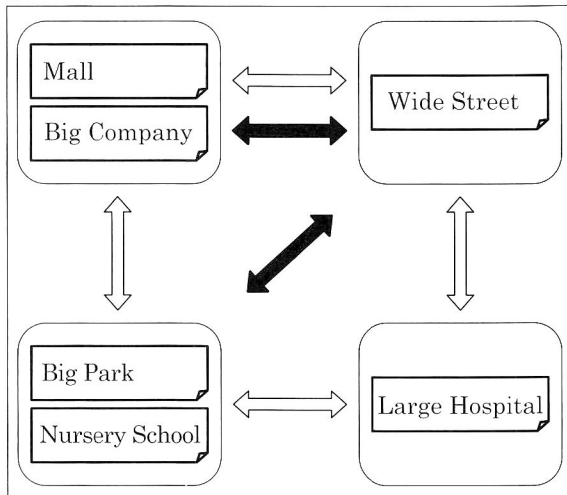 Mall
Big Company
Wide Street
Big Park
Nursery School
Large Hospital